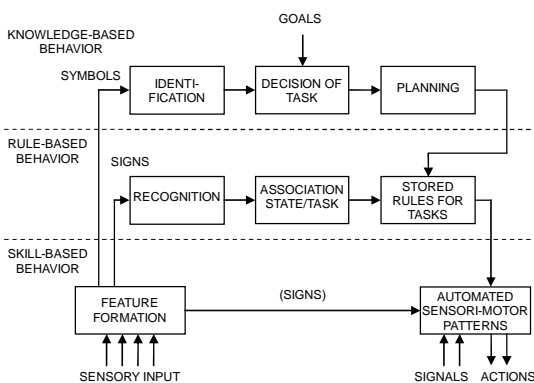 GOALS
KNOWLEDGE-BASED
BEHAVIOR
SYMBOLS
IDENTI-
FICATION
DECISION OF
TASK
PLANNING
RULE-BASED
BEHAVIOR
SIGNS
RECOGNITION
ASSOCIATION
STATE/TASK
STORED
RULES FOR
TASKS
SKILL-BASED
BEHAVIOR
FEATURE
FORMATION
(SIGNS)
AUTOMATED
SENSORI-MOTOR
PATTERNS
SENSORY INPUT
SIGNALS
ACTIONS